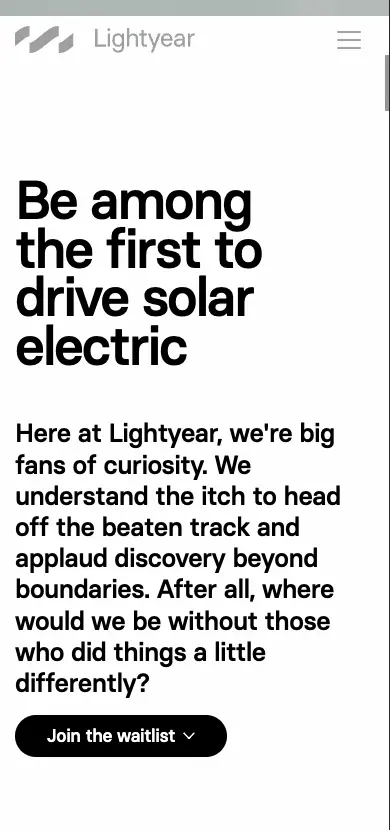 Lightyear
Be among
the first to
drive solar
electric
Here at Lightyear, we're big
fans of curiosity. We
understand the itch to head
off the beaten track and
applaud discovery beyond
boundaries. After all, where
would we be without those
who did things a little
differently?
Join the waitlist